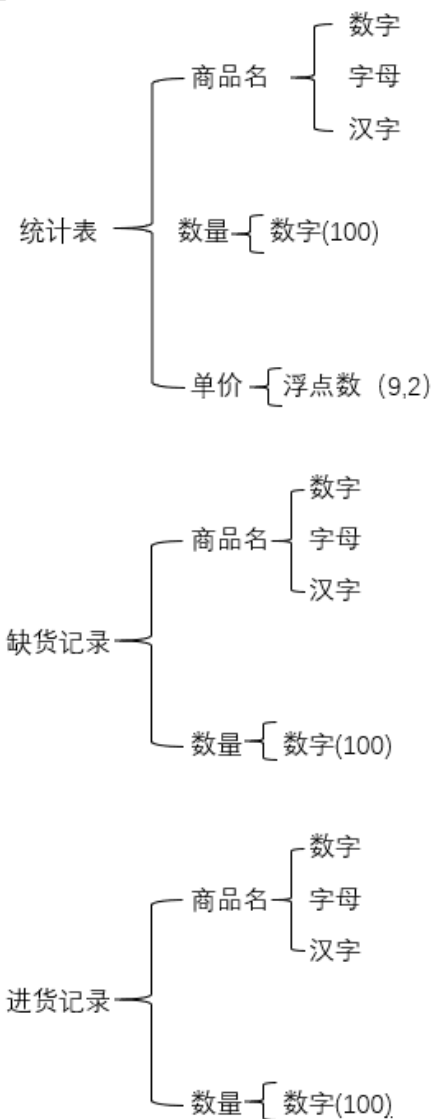 数字
商品名
字母
汉字
统计表
数量
数字(100)
单价
浮点数（9,2）
数字
商品名
字母
汉字
缺货记录
数量
数字(100)
数字
商品名
字母
汉字
进货记录
数量
数字(100)